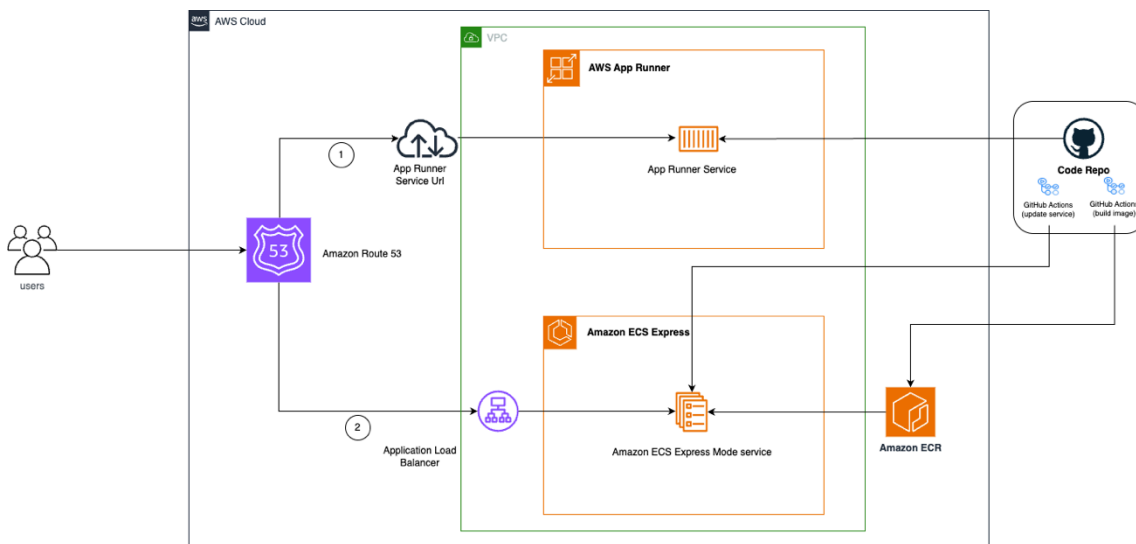 aws
AWS Cloud
VPC
AWS App Runner
1
App Runner
Service Url
App Runner Service
Code Repo
GitHub Actions
(update service)
GitHub Actions
(build image)
53
Amazon Route 53
users
Amazon ECS Express
2
Application Load
Balancer
Amazon ECS Express Mode service
Amazon ECR